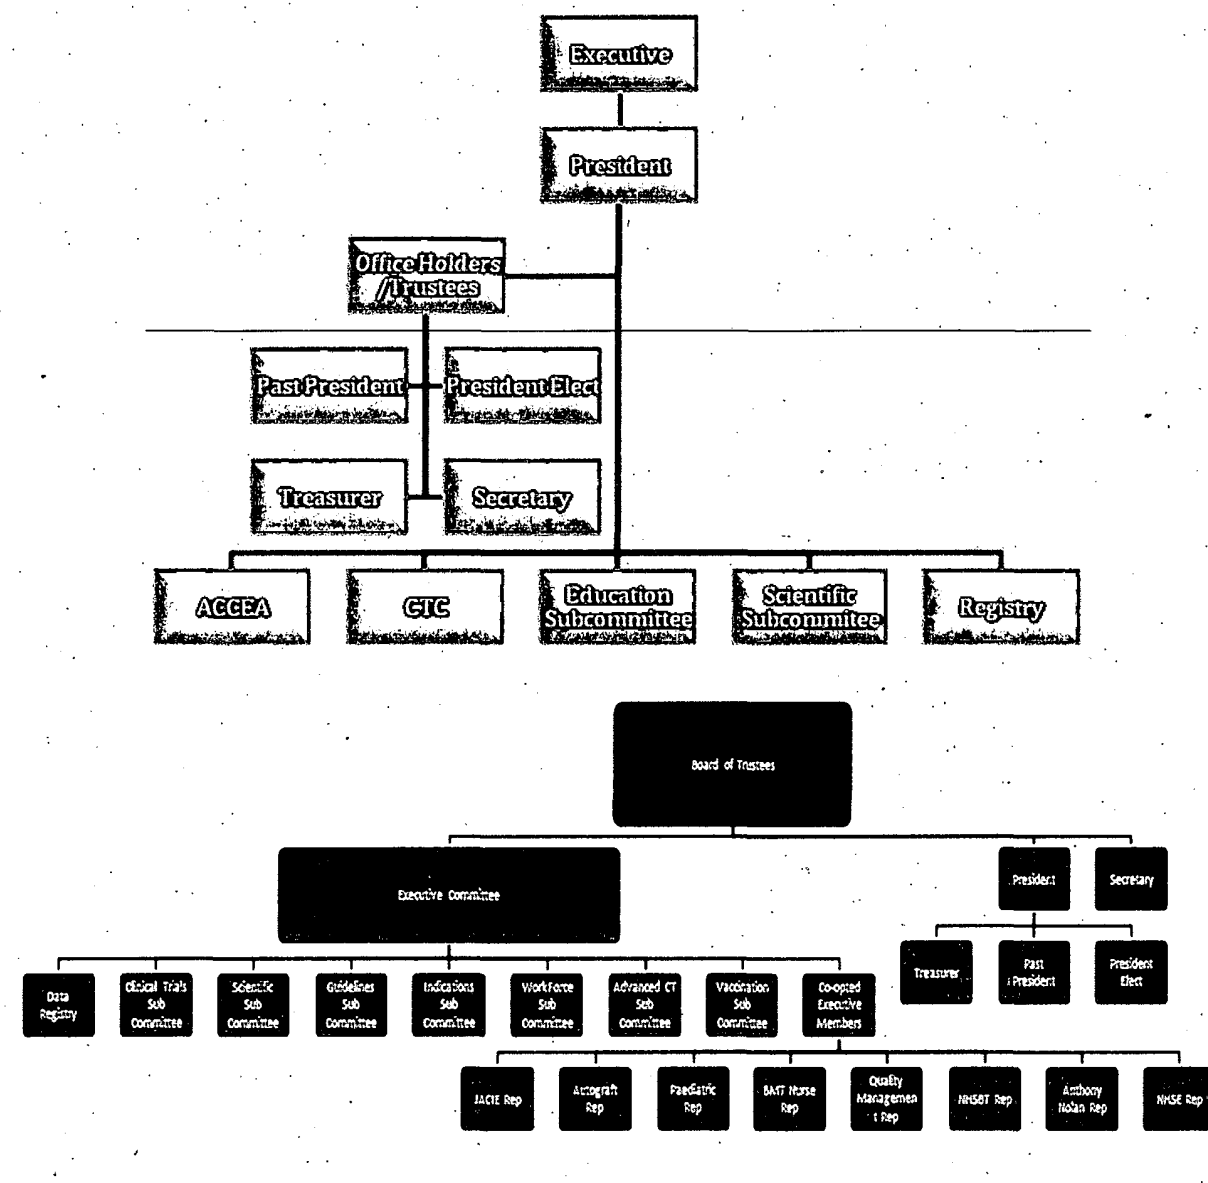 Executive
President
Office Holders
/Trustees
Past President
President Elect
Treasurer
Secretary
ACCEA
CTC
Education
Subcommittee
Scientific
Subcommitee
Registry
Board of Trustees
Executive Committee
President
Secretary
Treasurer
Past
President
President
Elect
Data
Registry
Clinical Trials
Sub
Committee
Scientific
Sub
Committee
Guidelines
Sub
Committee
Indications
Sub
Committee
WorkForce
Sub
Committee
Advanced CT
Sub
Committee
Vaccination
Sub
Committee
Co-opted
Executive
Members
JACIE Rep
Autograft
Rep
Paediatric
Rep
BMT Nurse
Rep
Quality
Managemen
t Rep
NHSBT Rep
Anthony
Nolan Rep
NHSE Rep